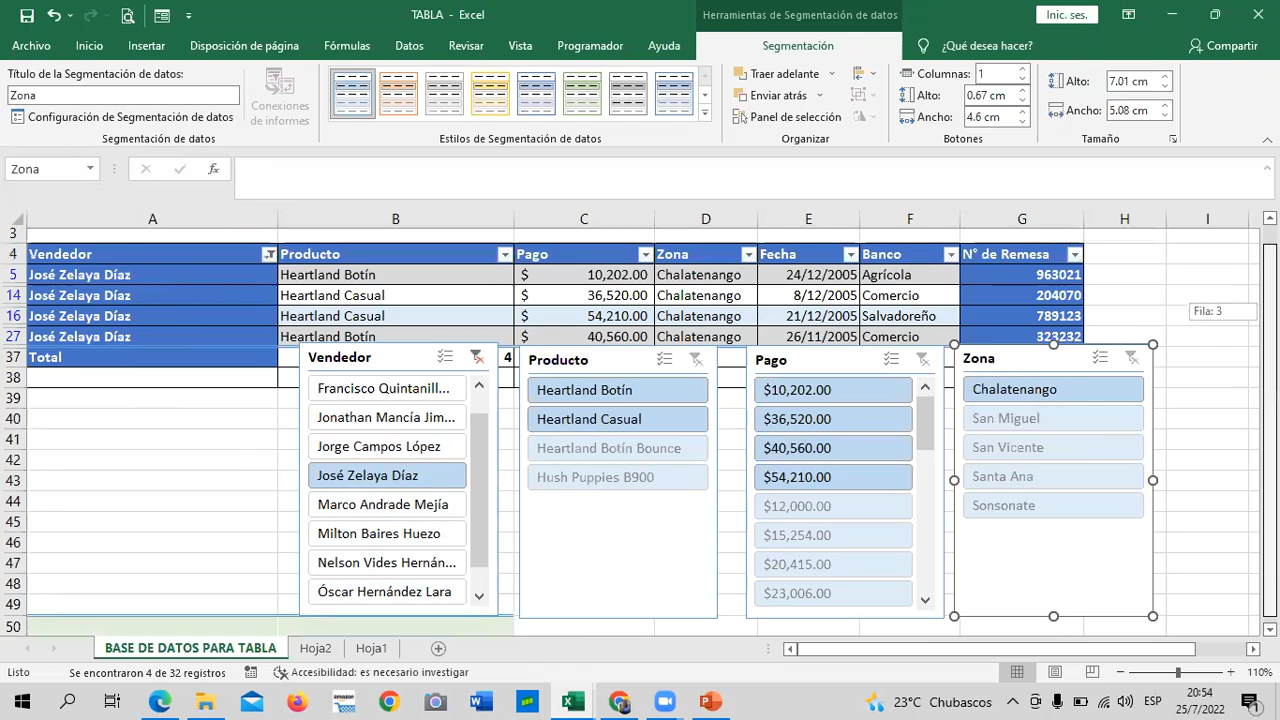 TABLA - Excel
Herramientas de Segmentación de datos
Inic. ses.
Archivo Inicio Insertar Disposición de página Fórmulas Datos Revisar Vista Programador Ayuda Segmentación ¿Qué desea hacer? Compartir
Título de la Segmentación de datos:
Zona
Configuración de Segmentación de datos
Segmentación de datos
Conexiones de informes
Estilos de Segmentación de datos
Traer adelante
Enviar atrás
Panel de selección
Organizar
Columnas: 1
Alto: 0.67 cm
Ancho: 4.6 cm
Botones
Alto: 7.01 cm
Ancho: 5.08 cm
Tamaño
Zona fx
A B C D E F G H I
3
4 Vendedor Producto Pago Zona Fecha Banco N° de Remesa
5 José Zelaya Díaz Heartland Botín $ 10,202.00 Chalatenango 24/12/2005 Agrícola 963021
14 José Zelaya Díaz Heartland Casual $ 36,520.00 Chalatenango 8/12/2005 Comercio 204070
16 José Zelaya Díaz Heartland Casual $ 54,210.00 Chalatenango 21/12/2005 Salvadoreño 789123
27 José Zelaya Díaz Heartland Botín $ 40,560.00 Chalatenango 26/11/2005 Comercio 323232
37 Total 4
38
39
40
41
42
43
44
45
46
47
48
49
50
Fila: 3
Vendedor
Francisco Quintanill...
Jonathan Mancía Jim...
Jorge Campos López
José Zelaya Díaz
Marco Andrade Mejía
Milton Baires Huezo
Nelson Vides Hernán...
Óscar Hernández Lara
Producto
Heartland Botín
Heartland Casual
Heartland Botín Bounce
Hush Puppies B900
Pago
$10,202.00
$36,520.00
$40,560.00
$54,210.00
$12,000.00
$15,254.00
$20,415.00
$23,006.00
Zona
Chalatenango
San Miguel
San Vicente
Santa Ana
Sonsonate
BASE DE DATOS PARA TABLA Hoja2 Hoja1
Listo Se encontraron 4 de 32 registros Accesibilidad: es necesario investigar 110%
amazon
23°C Chubascos ESP
20:54
25/7/2022
1